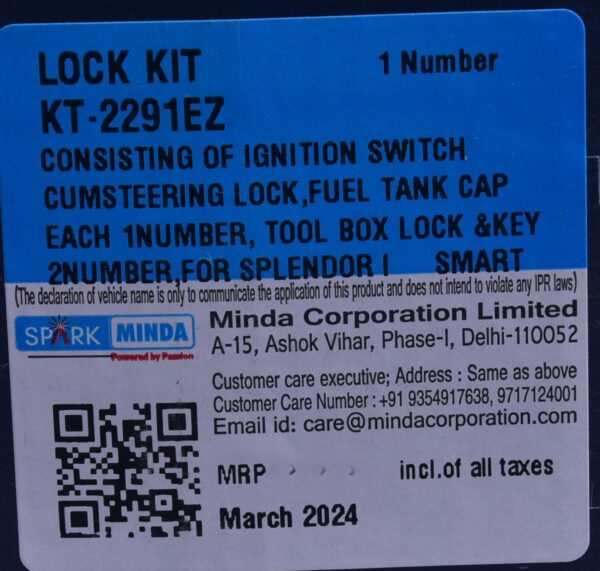 LOCK KIT 1 Number
KT-2291EZ
CONSISTING OF IGNITION SWITCH
CUMSTEERING LOCK,FUEL TANK CAP
EACH 1NUMBER, TOOL BOX LOCK &KEY
2NUMBER,FOR SPLENDOR I SMART
(The declaration of vehicle name is only to communicate the application of this product and does not intend to violate any IPR laws)
SPARK MINDA
Powered by Passion
Minda Corporation Limited
A-15, Ashok Vihar, Phase-I, Delhi-110052
Customer care executive; Address : Same as above
Customer Care Number : +91 9354917638, 9717124001
Email id: care@mindacorporation.com
MRP incl.of all taxes
March 2024